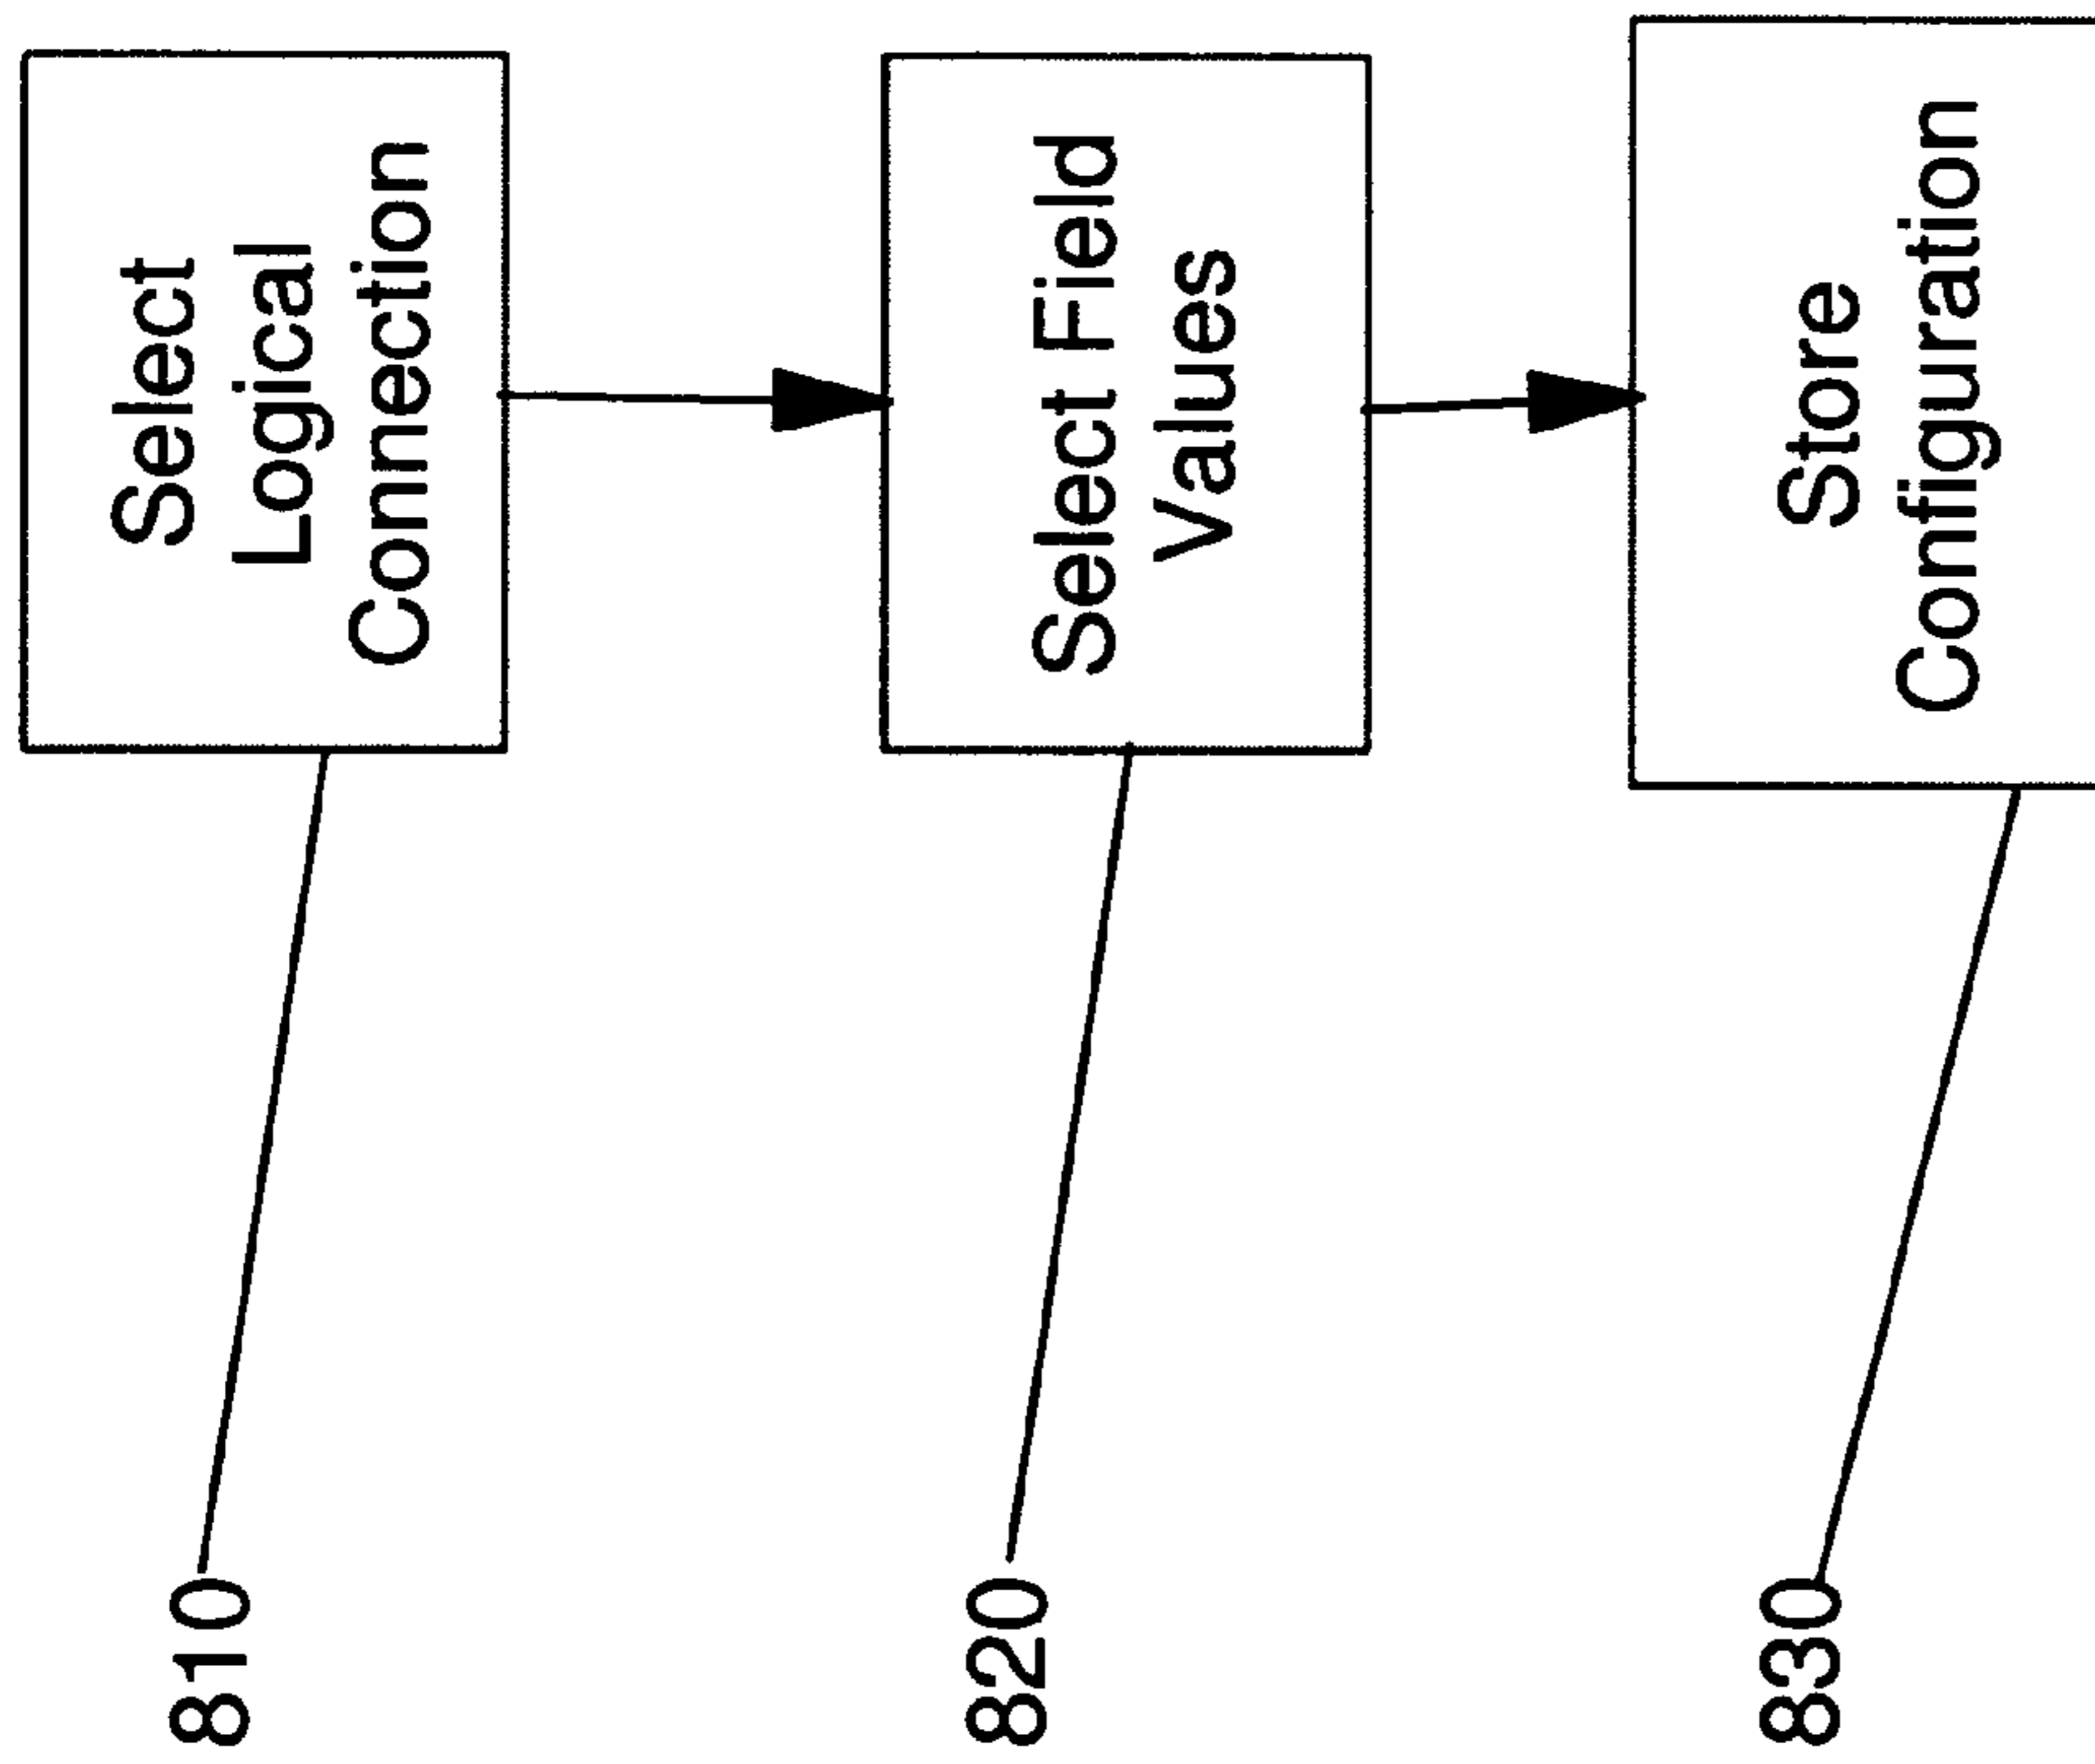 810
Select
Logical
Connection
820
Select Field
Values
830
Store
Configuration